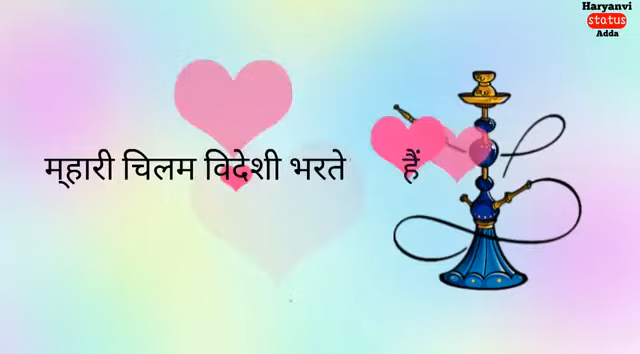 Haryanvi
status
Adda
म्हारी चिलम विदेशी भरते हैं